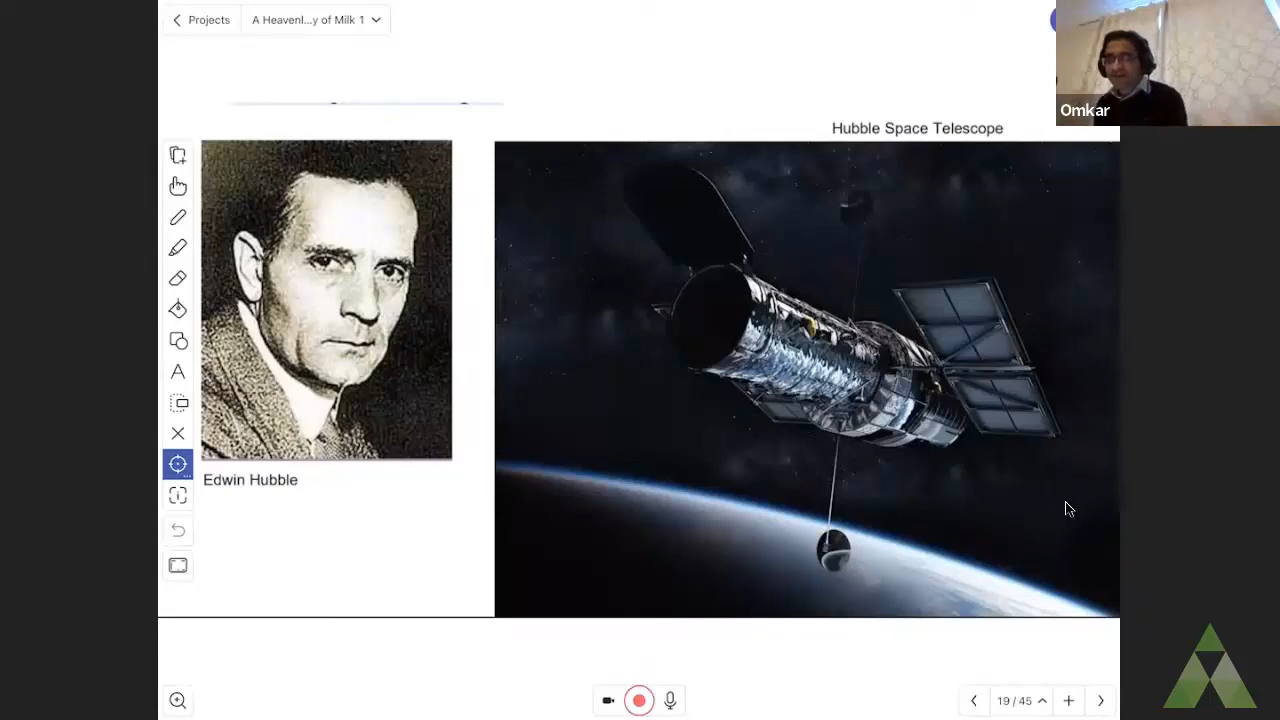 Projects
A Heavenl...y of Milk 1
Omkar
Hubble Space Telescope
Edwin Hubble
19 / 45